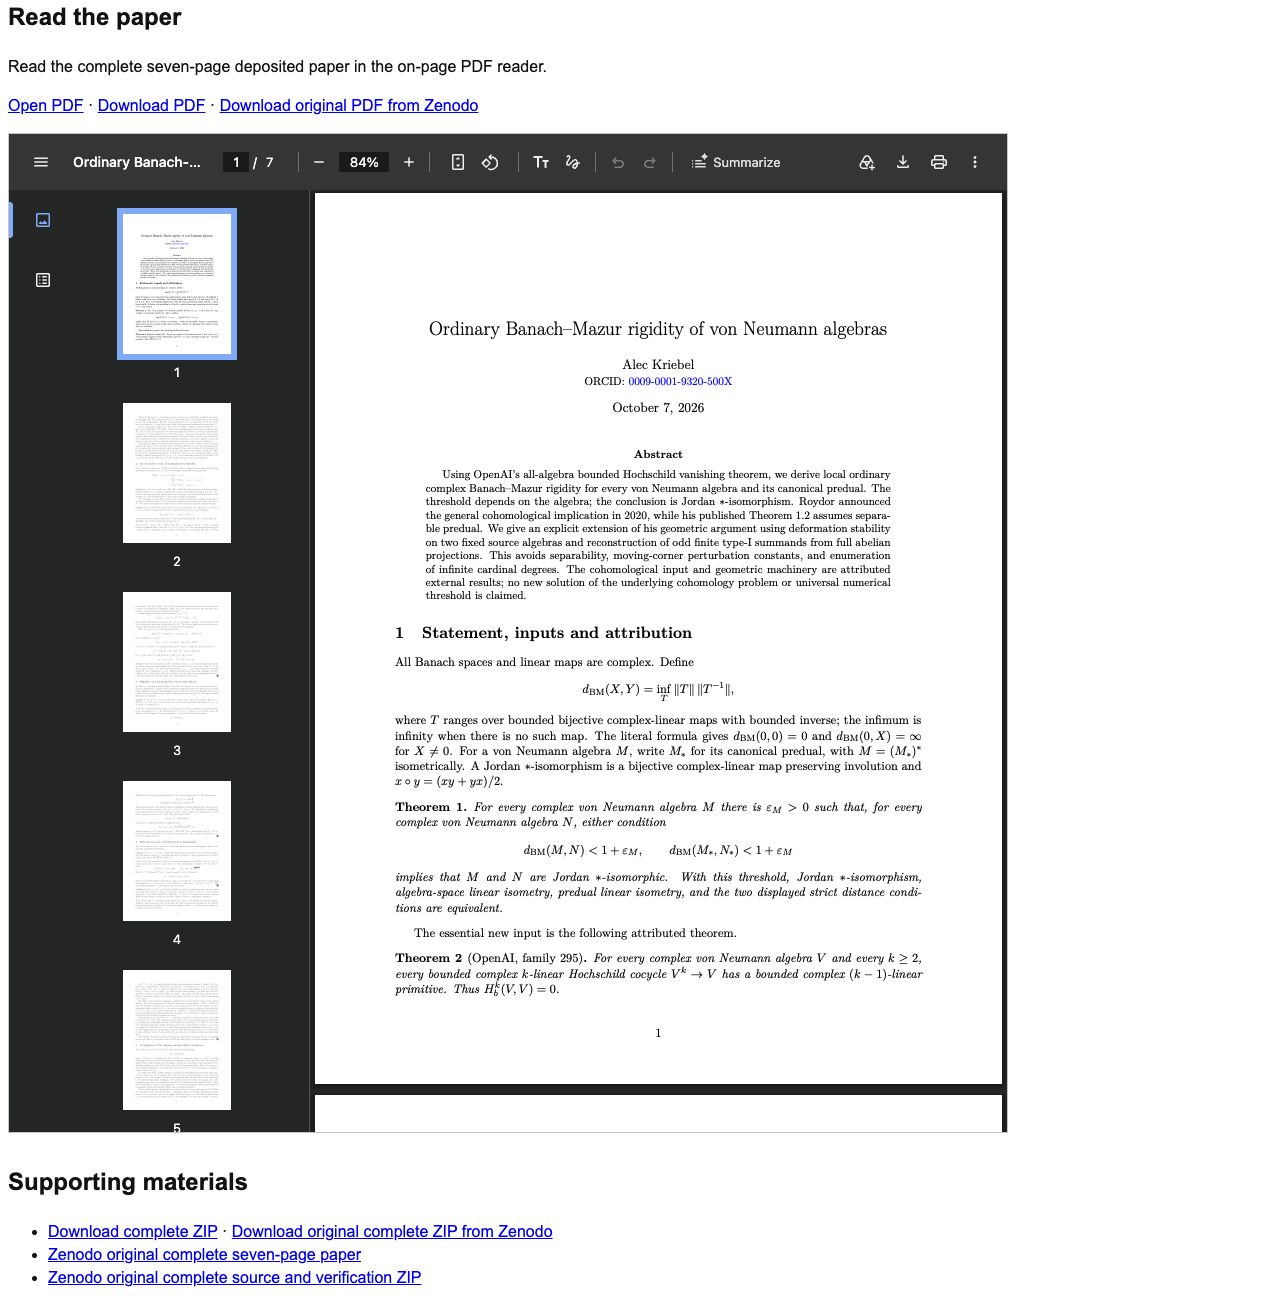 Read the paper
Read the complete seven-page deposited paper in the on-page PDF reader.
Open PDF · Download PDF · Download original PDF from Zenodo
Ordinary Banach-... 1 / 7 − 84% + Summarize
1
2
3
4
5
Ordinary Banach–Mazur rigidity of von Neumann algebras
Alec Kriebel
ORCID: 0009-0001-9320-500X
October 7, 2026
Abstract
Using OpenAI's all-algebra bounded Hochschild vanishing theorem, we derive local ordinary
complex Banach–Mazur rigidity for every von Neumann algebra and its canonical predual. The
threshold depends on the algebra; the conclusion is Jordan ∗-isomorphism. Roydor announced
the general cohomological implication in 2020, while his published Theorem 1.2 assumes separa-
ble predual. We give an explicit extension of his geometric argument using deformation stability
on two fixed source algebras and reconstruction of odd finite type-I summands from full abelian
projections. This avoids separability, moving-corner perturbation constants, and enumeration
of infinite cardinal degrees. The cohomological input and geometric machinery are attributed
external results; no new solution of the underlying cohomology problem or universal numerical
threshold is claimed.
1 Statement, inputs and attribution
All Banach spaces and linear maps are complex. Define
d_BM(X, Y) = inf_T ‖T‖ ‖T⁻¹‖,
where T ranges over bounded bijective complex-linear maps with bounded inverse; the infimum is
infinity when there is no such map. The literal formula gives d_BM(0, 0) = 0 and d_BM(0, X) = ∞
for X ≠ 0. For a von Neumann algebra M, write M∗ for its canonical predual, with M = (M∗)*
isometrically. A Jordan ∗-isomorphism is a bijective complex-linear map preserving involution and
x ∘ y = (xy + yx)/2.
Theorem 1. For every complex von Neumann algebra M there is ε_M > 0 such that, for every
complex von Neumann algebra N, either condition
d_BM(M, N) < 1 + ε_M, d_BM(M∗, N∗) < 1 + ε_M
implies that M and N are Jordan ∗-isomorphic. With this threshold, Jordan ∗-isomorphism,
algebra-space linear isometry, predual linear isometry, and the two displayed strict distance condi-
tions are equivalent.
The essential new input is the following attributed theorem.
Theorem 2 (OpenAI, family 295). For every complex von Neumann algebra V and every k ≥ 2,
every bounded complex k-linear Hochschild cocycle V^k → V has a bounded complex (k − 1)-linear
primitive. Thus H_b^k(V, V) = 0.
1
Supporting materials
• Download complete ZIP · Download original complete ZIP from Zenodo
• Zenodo original complete seven-page paper
• Zenodo original complete source and verification ZIP